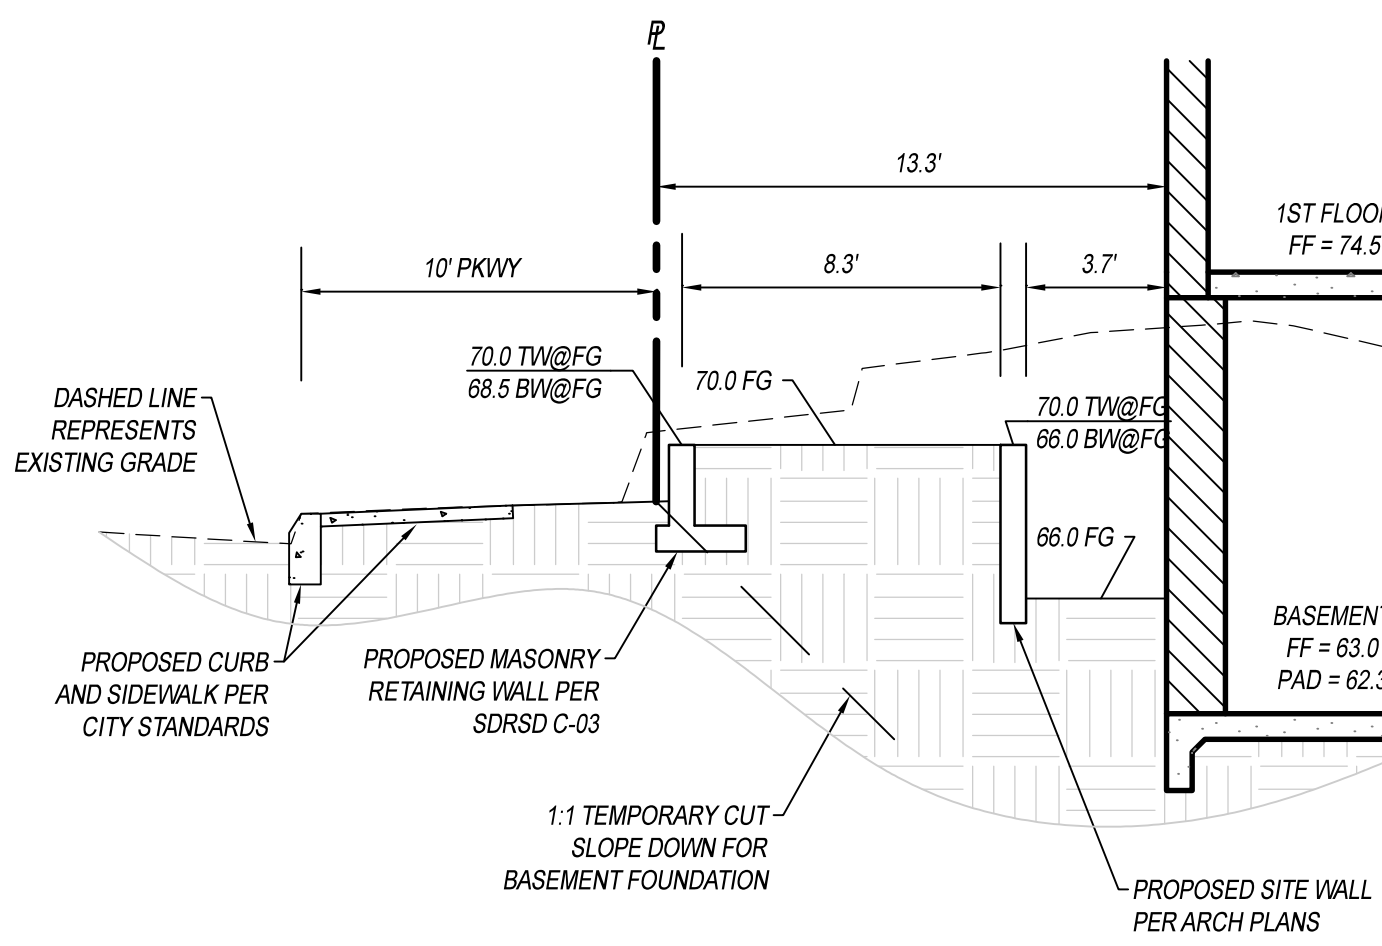 PL
13.3'
1ST FLOOR
FF = 74.5
10' PKWY
8.3'
3.7'
70.0 TW@FG
68.5 BW@FG
70.0 FG
DASHED LINE
REPRESENTS
EXISTING GRADE
70.0 TW@FG
66.0 BW@FG
66.0 FG
BASEMENT
FF = 63.0
PAD = 62.3
PROPOSED CURB
AND SIDEWALK PER
CITY STANDARDS
PROPOSED MASONRY
RETAINING WALL PER
SDRSD C-03
1:1 TEMPORARY CUT
SLOPE DOWN FOR
BASEMENT FOUNDATION
PROPOSED SITE WALL
PER ARCH PLANS